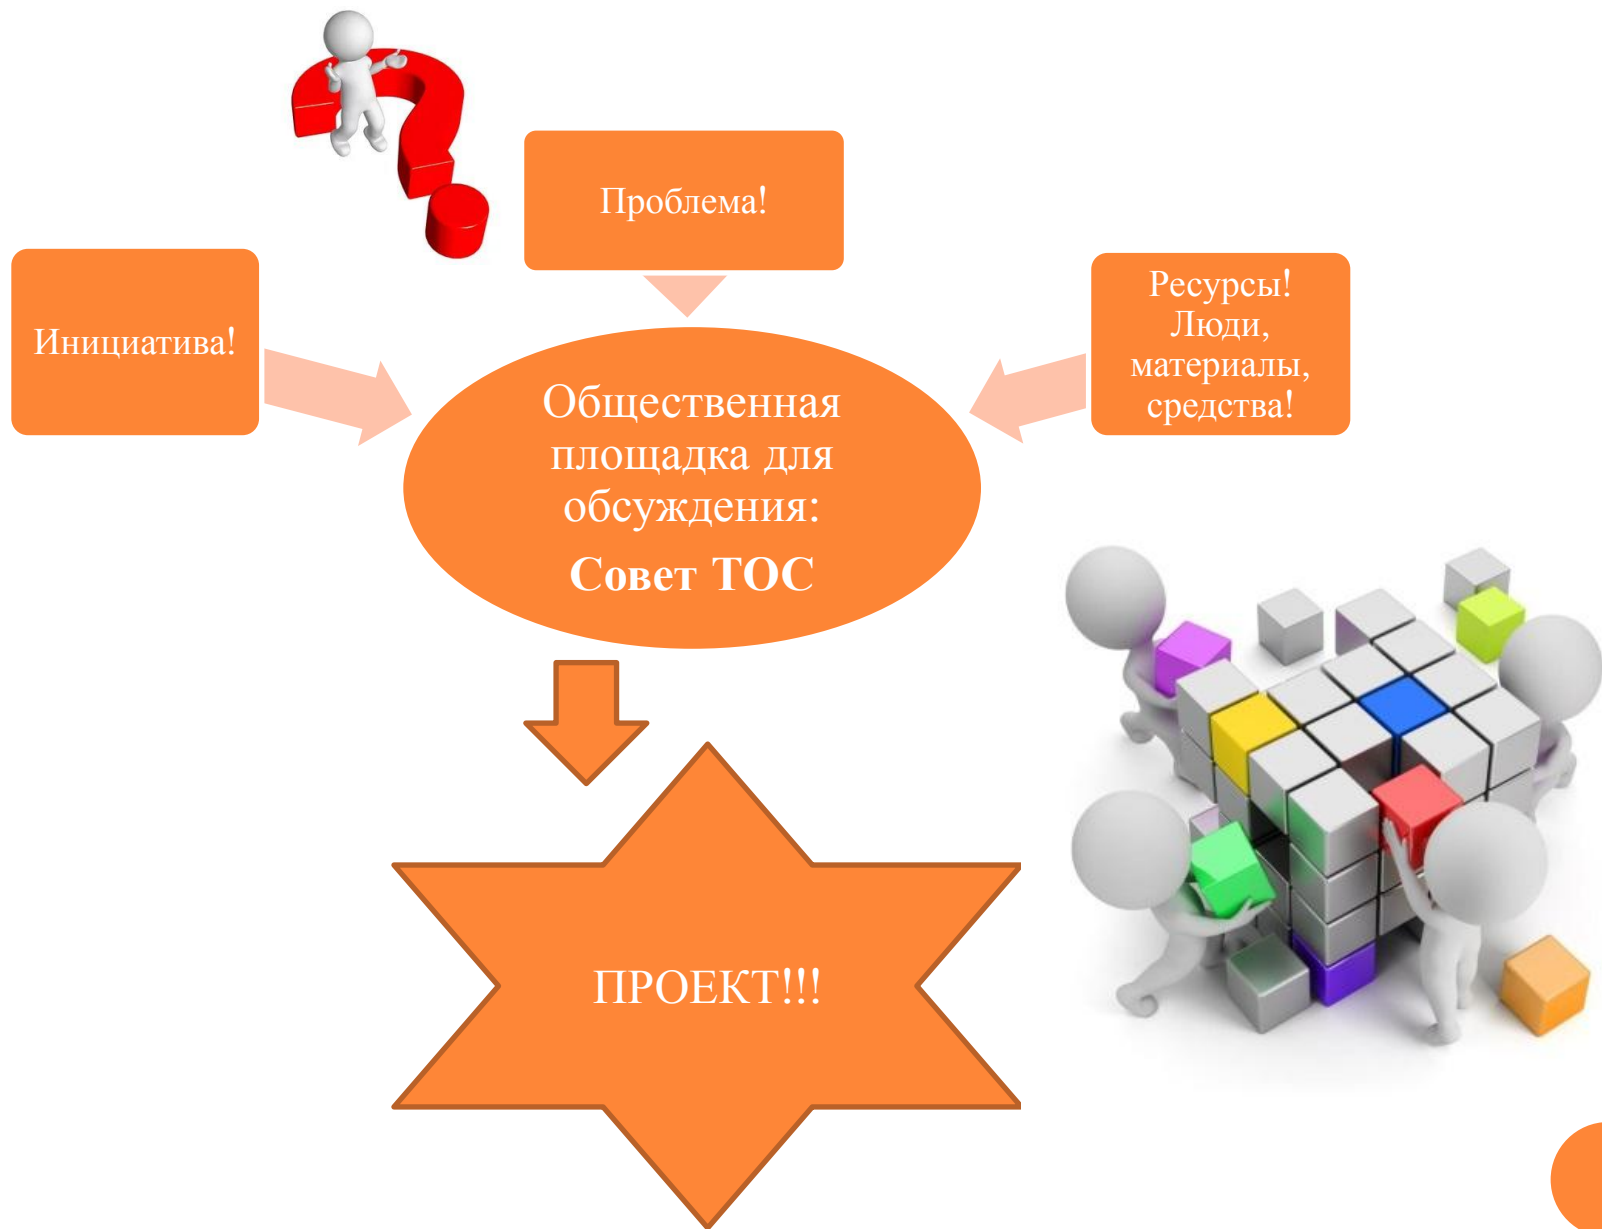 Проблема!
Инициатива!
Ресурсы!
Люди,
материалы,
средства!
Общественная
площадка для
обсуждения:
Совет ТОС
ПРОЕКТ!!!